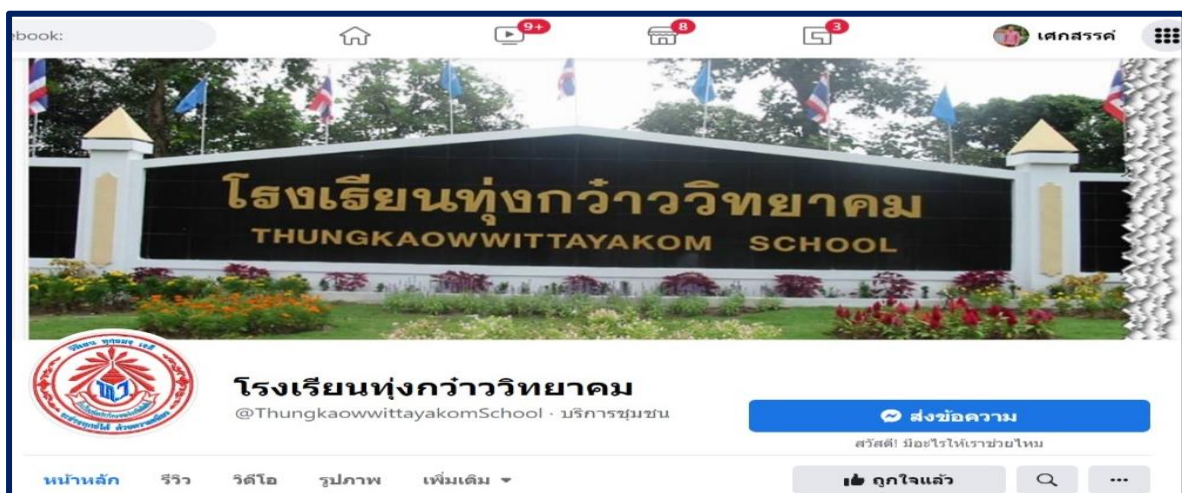 book:
9+
8
3
เศกสรรค์
โรงเรียนทุ่งกว๋าววิทยาคม
THUNGKAOWWITTAYAKOM SCHOOL
ท.ว.
โรงเรียนทุ่งกว๋าววิทยาคม
@ThungkaowwittayakomSchool · บริการชุมชน
ส่งข้อความ
สวัสดี! มีอะไรให้เราช่วยไหม
หน้าหลัก รีวิว วิดีโอ รูปภาพ เพิ่มเติม ถูกใจแล้ว